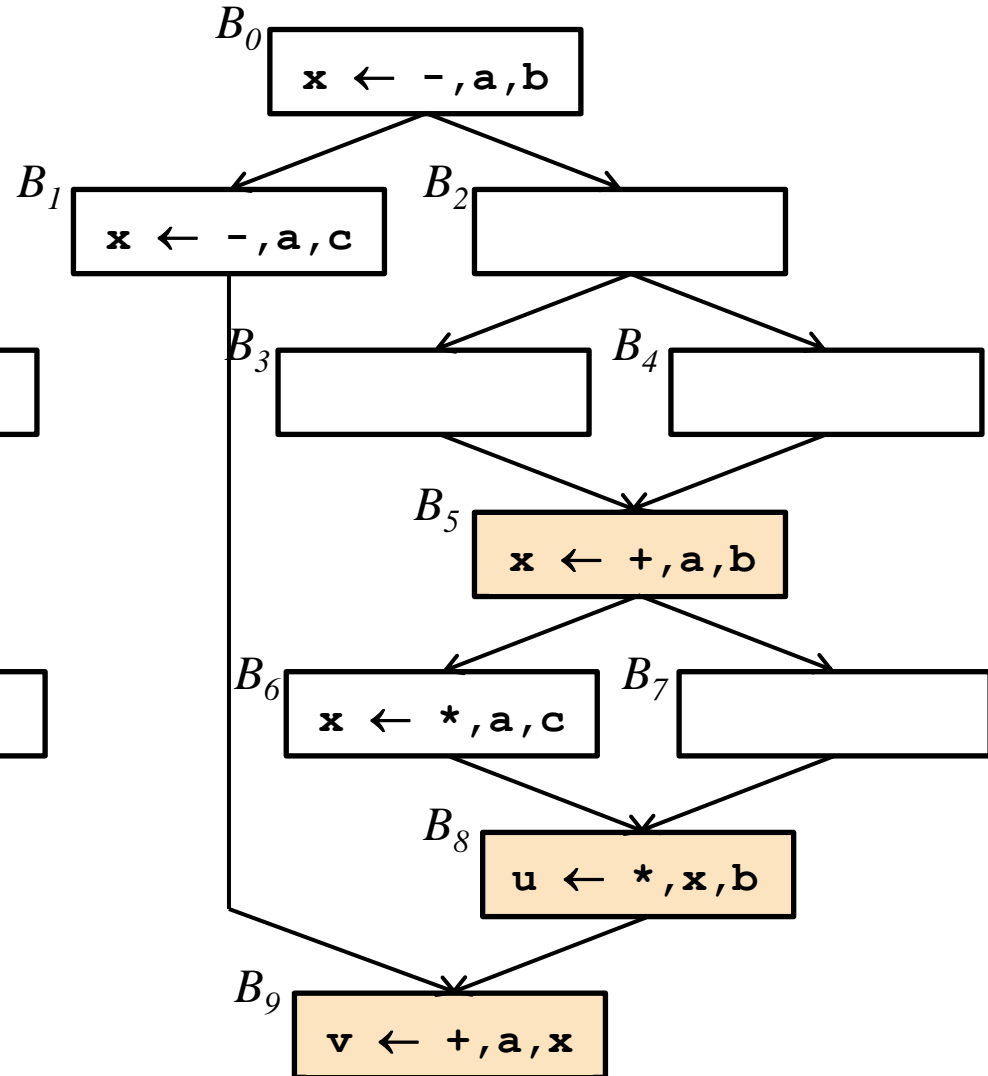 B0
x ← -,a,b
B1
x ← -,a,c
B2
B3
B4
B5
x ← +,a,b
B6
x ← *,a,c
B7
B8
u ← *,x,b
B9
v ← +,a,x